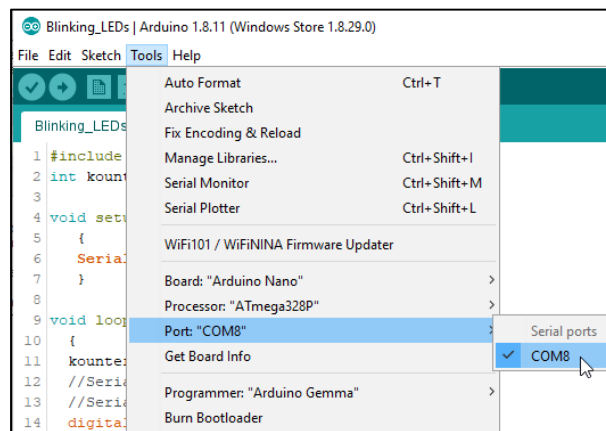 Blinking_LEDs | Arduino 1.8.11 (Windows Store 1.8.29.0)
File Edit Sketch Tools Help
Auto Format Ctrl+T
Archive Sketch
Fix Encoding & Reload
Manage Libraries... Ctrl+Shift+I
Serial Monitor Ctrl+Shift+M
Serial Plotter Ctrl+Shift+L
WiFi101 / WiFiNINA Firmware Updater
Board: "Arduino Nano"
Processor: "ATmega328P"
Port: "COM8"
Get Board Info
Programmer: "Arduino Gemma"
Burn Bootloader
Serial ports
COM8
Blinking_LEDs
1 #include
2 int kount
3
4 void setu
5 {
6 Serial
7 }
8
9 void loop
10 {
11 kounte
12 //Seria
13 //Seria
14 digital